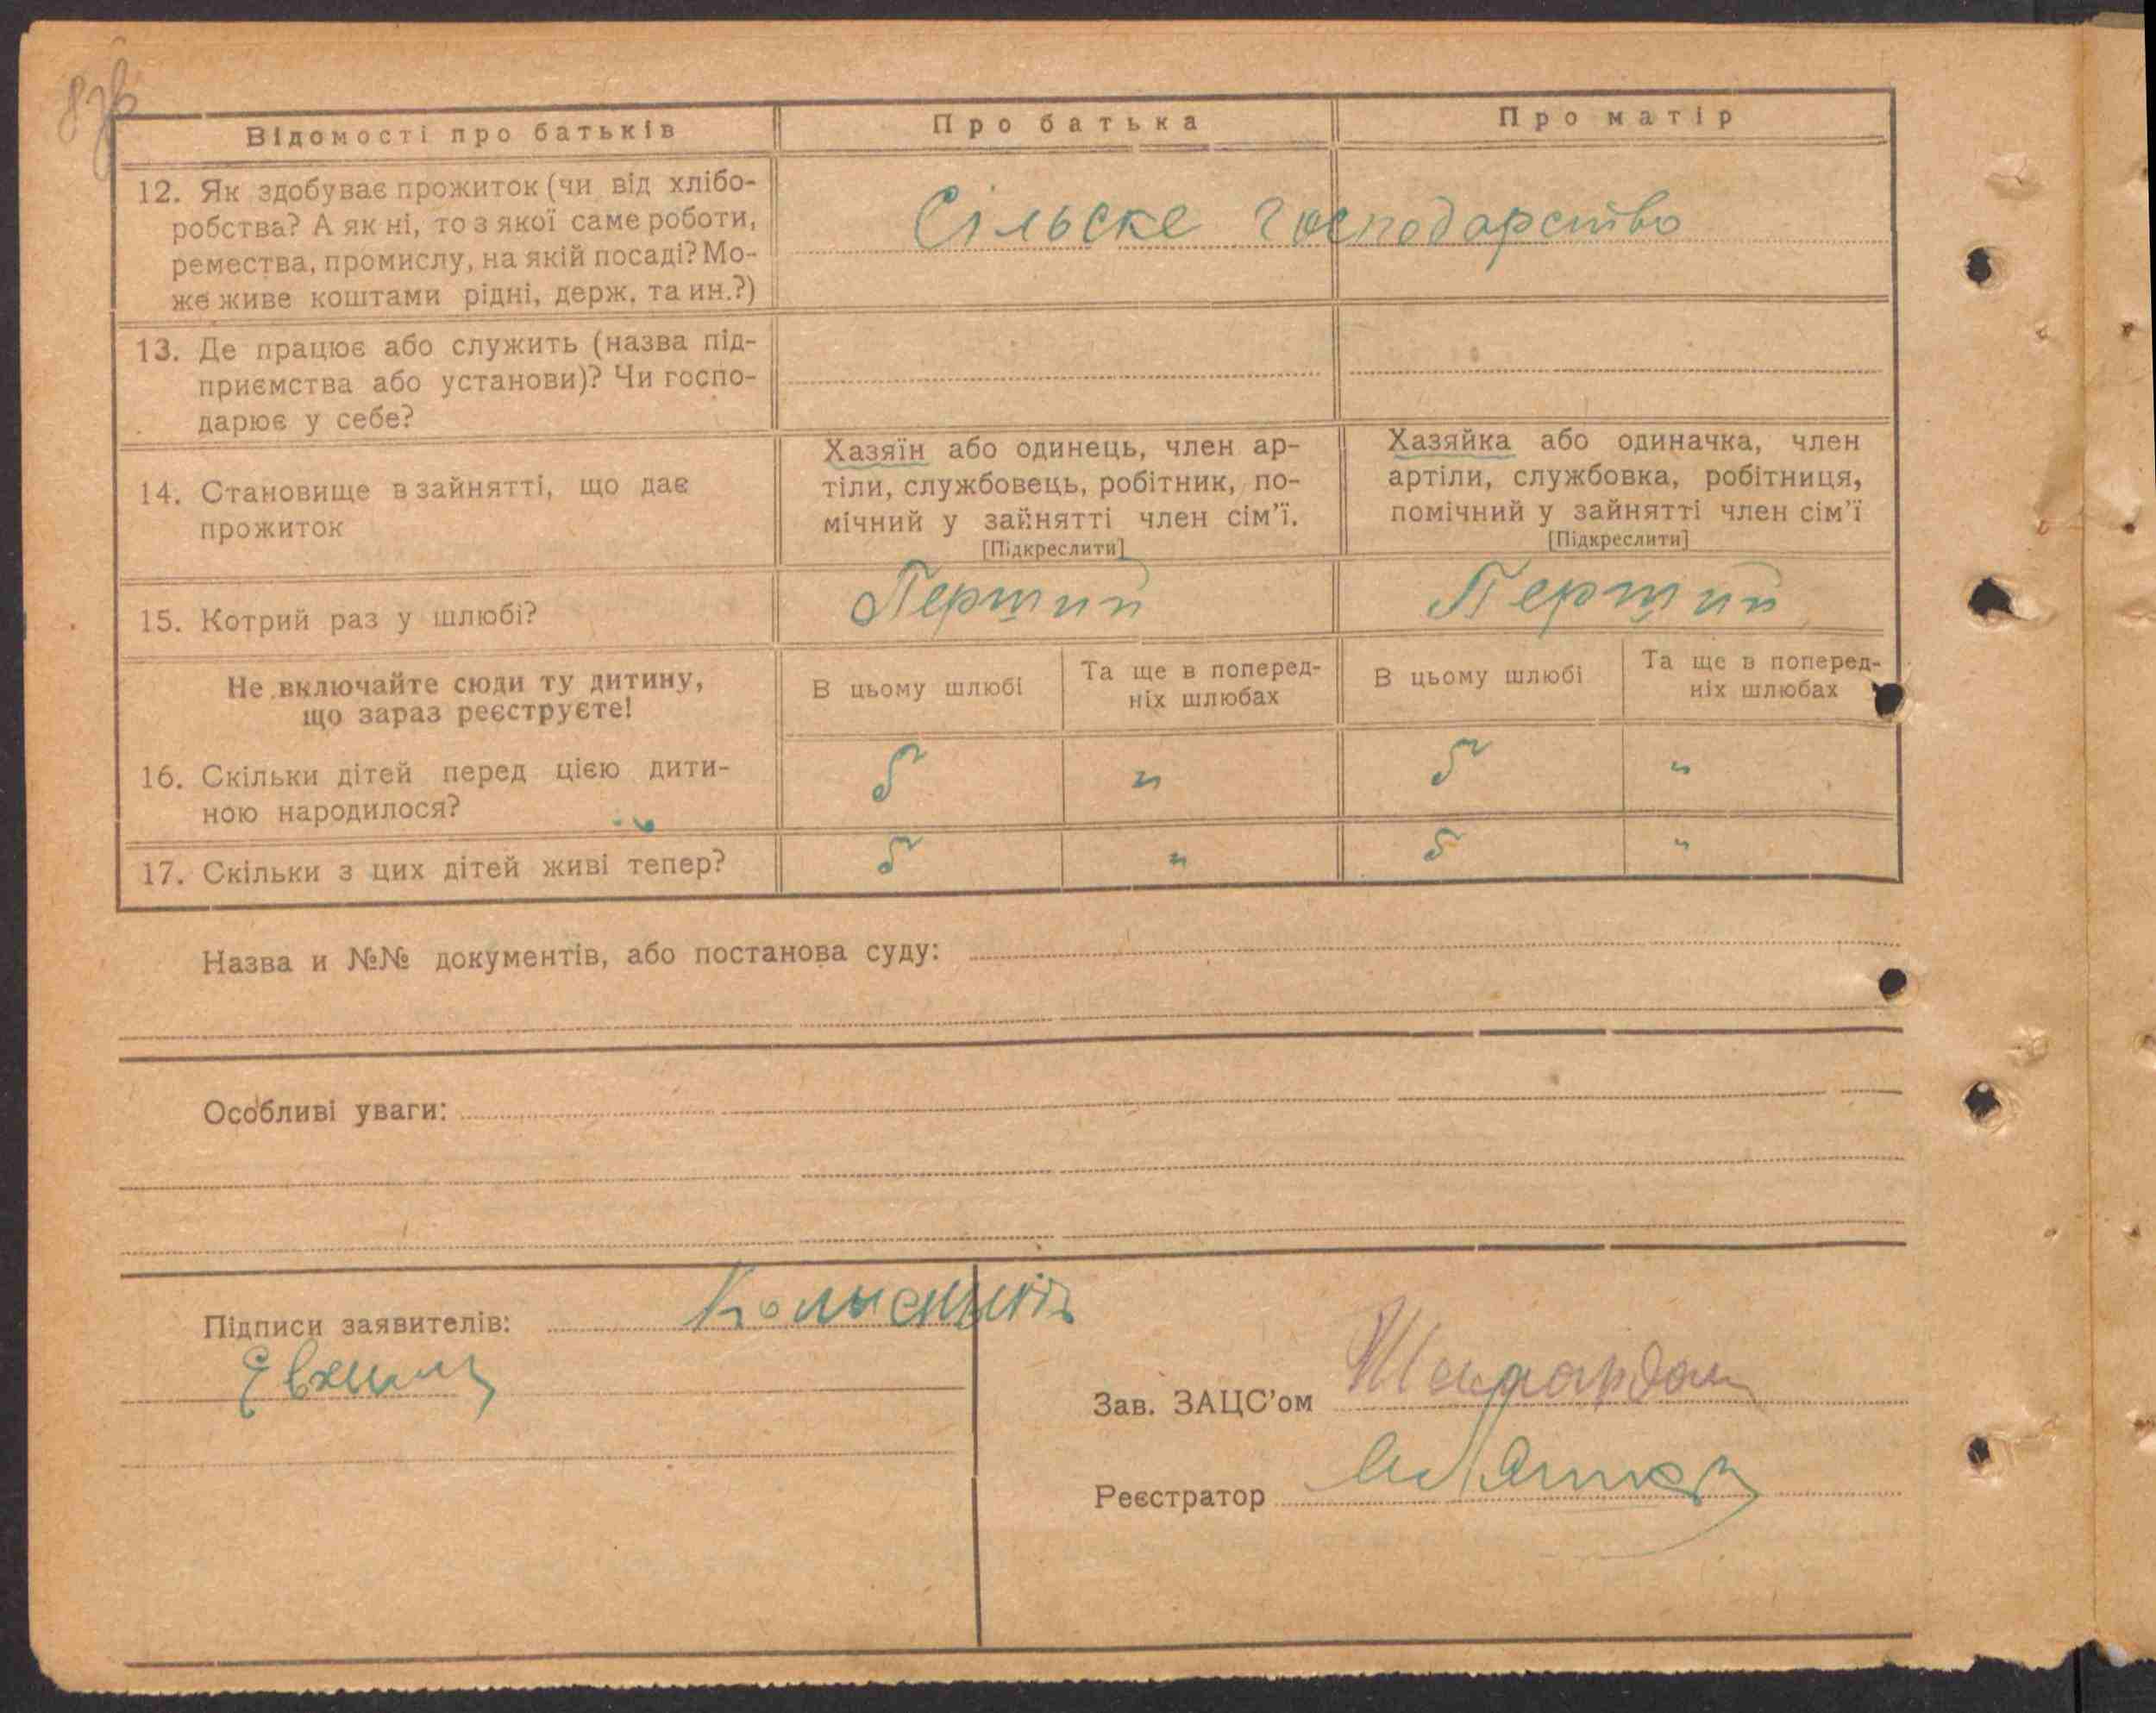 87
Відомості про батьків
Про батька
Про матір
12. Як здобуває прожиток (чи від хлібо-
робства? А як ні, то з якої саме роботи,
ремества, промислу, на якій посаді? Мо-
же живе коштами рідні, держ, та ин.?)
Сільске господарство
13. Де працює або служить (назва під-
приємства або установи)? Чи госпо-
дарює у себе?
14. Становище в зайнятті, що дає
прожиток
Хазяїн або одинець, член ар-
тіли, службовець, робітник, по-
мічний у зайнятті член сім’ї.
[Підкреслити]
Хазяйка або одиначка, член
артіли, службовка, робітниця,
помічний у зайнятті член сім’ї
[Підкреслити]
15. Котрий раз у шлюбі?
Перший
Перший
Не включайте сюди ту дитину,
що зараз реєструєте!
В цьому шлюбі
Та ще в поперед-
ніх шлюбах
В цьому шлюбі
Та ще в поперед-
ніх шлюбах
16. Скільки дітей перед цією дити-
ною народилося?
5
"
5
"
17. Скільки з цих дітей живі тепер?
5
"
5
"
Назва и №№ документів, або постанова суду:
Особливі уваги:
Підписи заявителів:
Зав. ЗАЦС’ом
Реєстратор